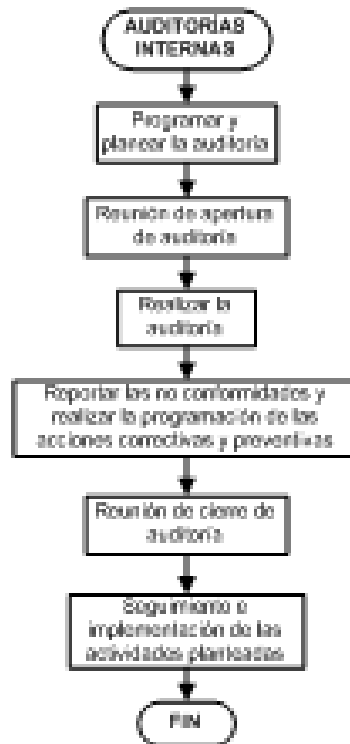 AUDITORÍAS
INTERNAS
Programar y
planear la auditoría
Reunión de apertura
de auditoría
Realizar la
auditoría
Reportar las no conformidades y
realizar la programación de las
acciones correctivas y preventivas
Reunión de cierre de
auditoría
Seguimiento e
implementación de las
actividades planteadas
FIN